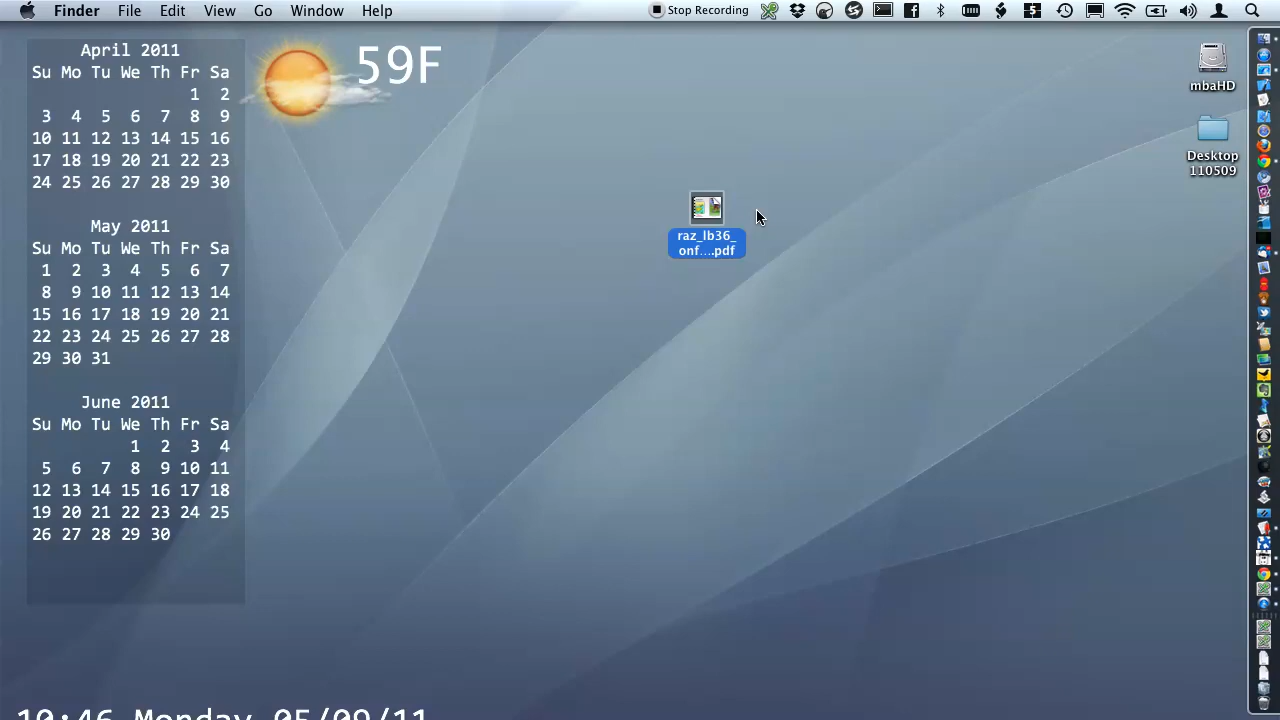 Finder File Edit View Go Window Help Stop Recording
April 2011
Su Mo Tu We Th Fr Sa
1 2
3 4 5 6 7 8 9
10 11 12 13 14 15 16
17 18 19 20 21 22 23
24 25 26 27 28 29 30
May 2011
Su Mo Tu We Th Fr Sa
1 2 3 4 5 6 7
8 9 10 11 12 13 14
15 16 17 18 19 20 21
22 23 24 25 26 27 28
29 30 31
June 2011
Su Mo Tu We Th Fr Sa
1 2 3 4
5 6 7 8 9 10 11
12 13 14 15 16 17 18
19 20 21 22 23 24 25
26 27 28 29 30
59F
raz_lb36_
onf....pdf
mbaHD
Desktop
110509
10:46 Monday 05/09/11